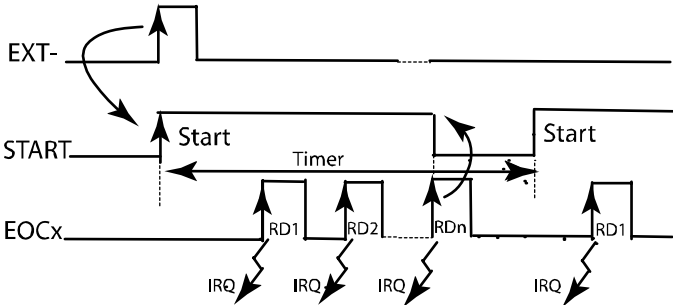 EXT-
START
Start
Timer
Start
EOCx
RD1
RD2
RDn
RD1
IRQ
IRQ
IRQ
IRQ